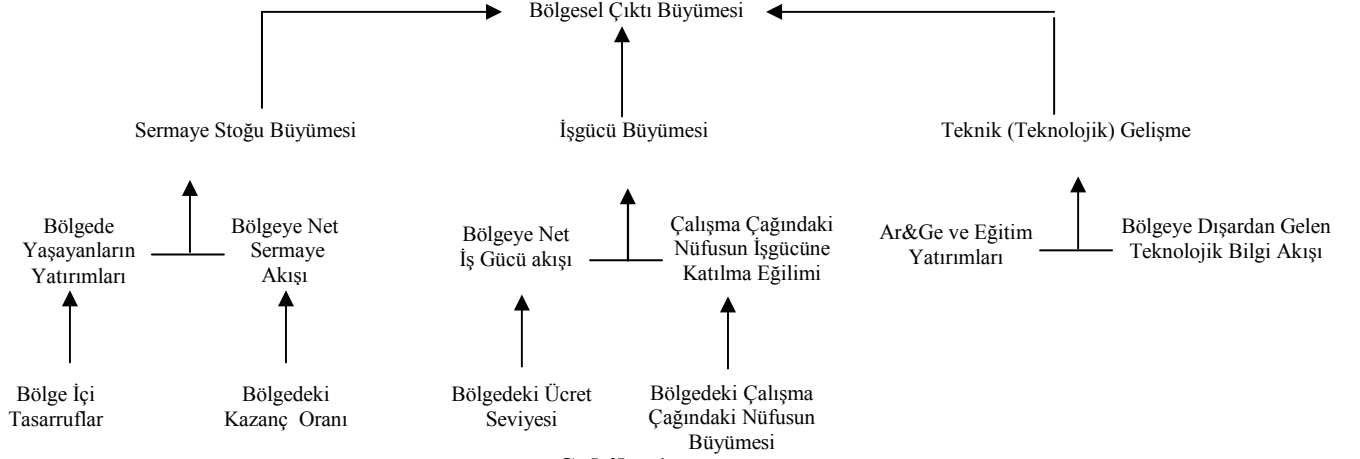 Bölgesel Çıktı Büyümesi
Sermaye Stoğu Büyümesi
İşgücü Büyümesi
Teknik (Teknolojik) Gelişme
Bölgede
Yaşayanların
Yatırımları
Bölgeye Net
Sermaye
Akışı
Bölgeye Net
İş Gücü akışı
Çalışma Çağındaki
Nüfusun İşgücüne
Katılma Eğilimi
Ar&Ge ve Eğitim
Yatırımları
Bölgeye Dışardan Gelen
Teknolojik Bilgi Akışı
Bölge İçi
Tasarruflar
Bölgedeki
Kazanç Oranı
Bölgedeki Ücret
Seviyesi
Bölgedeki Çalışma
Çağındaki Nüfusun
Büyümesi